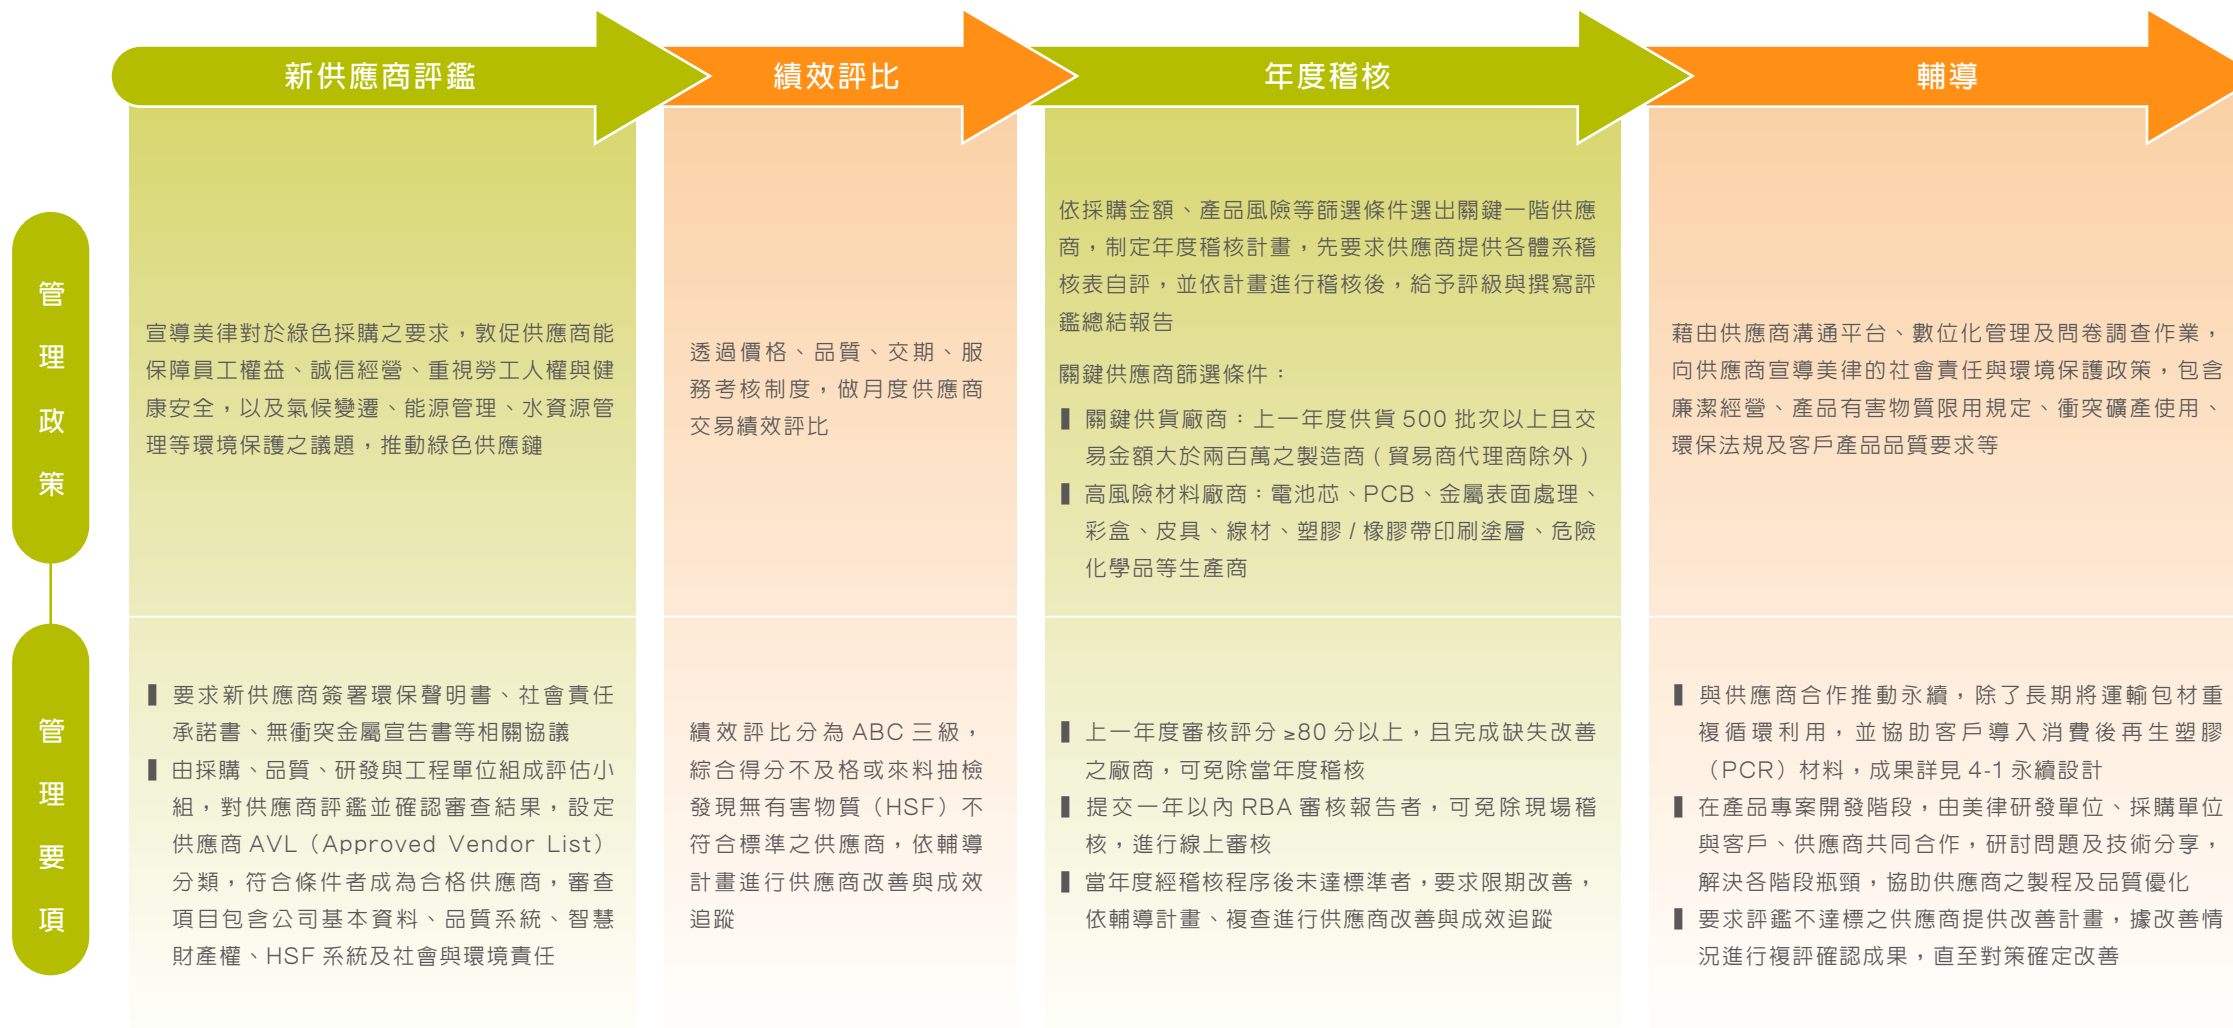 新供應商評鑑
績效評比
年度稽核
輔導
管理政策
宣導美律對於綠色採購之要求，敦促供應商能
保障員工權益、誠信經營、重視勞工人權與健
康安全，以及氣候變遷、能源管理、水資源管
理等環境保護之議題，推動綠色供應鏈
透過價格、品質、交期、服
務考核制度，做月度供應商
交易績效評比
依採購金額、產品風險等篩選條件選出關鍵一階供應
商，制定年度稽核計畫，先要求供應商提供各體系稽
核表自評，並依計畫進行稽核後，給予評級與撰寫評
鑑總結報告
關鍵供應商篩選條件：
▌關鍵供貨廠商：上一年度供貨 500 批次以上且交
易金額大於兩百萬之製造商 ( 貿易商代理商除外 )
▌高風險材料廠商：電池芯、PCB、金屬表面處理、
彩盒、皮具、線材、塑膠 / 橡膠帶印刷塗層、危險
化學品等生產商
藉由供應商溝通平台、數位化管理及問卷調查作業，
向供應商宣導美律的社會責任與環境保護政策，包含
廉潔經營、產品有害物質限用規定、衝突礦產使用、
環保法規及客戶產品品質要求等
管理要項
▌要求新供應商簽署環保聲明書、社會責任
承諾書、無衝突金屬宣告書等相關協議
▌由採購、品質、研發與工程單位組成評估小
組，對供應商評鑑並確認審查結果，設定
供應商 AVL（Approved Vendor List）
分類，符合條件者成為合格供應商，審查
項目包含公司基本資料、品質系統、智慧
財產權、HSF 系統及社會與環境責任
績效評比分為 ABC 三級，
綜合得分不及格或來料抽檢
發現無有害物質（HSF）不
符合標準之供應商，依輔導
計畫進行供應商改善與成效
追蹤
▌上一年度審核評分 ≥80 分以上，且完成缺失改善
之廠商，可免除當年度稽核
▌提交一年以內 RBA 審核報告者，可免除現場稽
核，進行線上審核
▌當年度經稽核程序後未達標準者，要求限期改善，
依輔導計畫、複查進行供應商改善與成效追蹤
▌與供應商合作推動永續，除了長期將運輸包材重
複循環利用，並協助客戶導入消費後再生塑膠
（PCR）材料，成果詳見 4-1 永續設計
▌在產品專案開發階段，由美律研發單位、採購單位
與客戶、供應商共同合作，研討問題及技術分享，
解決各階段瓶頸，協助供應商之製程及品質優化
▌要求評鑑不達標之供應商提供改善計畫，據改善情
況進行複評確認成果，直至對策確定改善